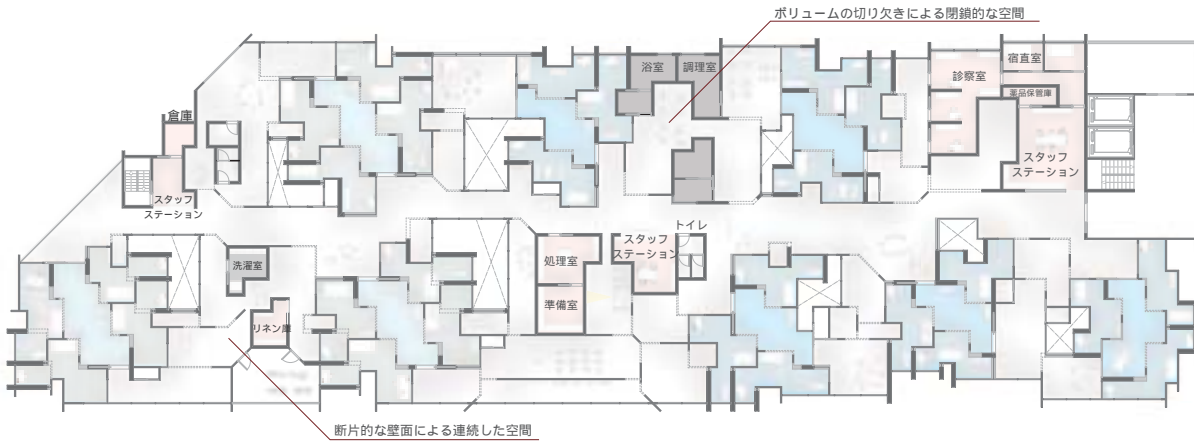 ボリュームの切り欠きによる閉鎖的な空間
浴室
調理室
宿直室
診察室
薬品保管庫
倉庫
スタッフ
ステーション
スタッフ
ステーション
トイレ
スタッフ
ステーション
処理室
洗濯室
準備室
リネン庫
断片的な壁面による連続した空間